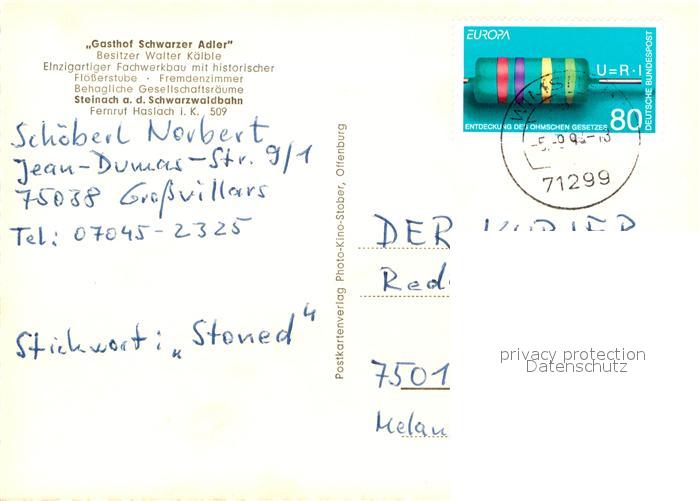 „Gasthof Schwarzer Adler"
Besitzer Walter Kälble
Einzigartiger Fachwerkbau mit historischer
Flößerstube · Fremdenzimmer
Behagliche Gesellschaftsräume
Steinach a. d. Schwarzwaldbahn
Fernruf Haslach i. K. 509
Schöberl Norbert
Jean-Dumas-Str. 9/1
75038 Großvillars
Tel: 07045-2325
Stichwort: „Stoned"
Postkartenverlag Photo-Kino-Stober, Offenburg
EUROPA
U=R·I
ENTDECKUNG DES OHMSCHEN GESETZES
80
DEUTSCHE BUNDESPOST
71299
DER KURIER
Red
7501
Melan
privacy protection
Datenschutz